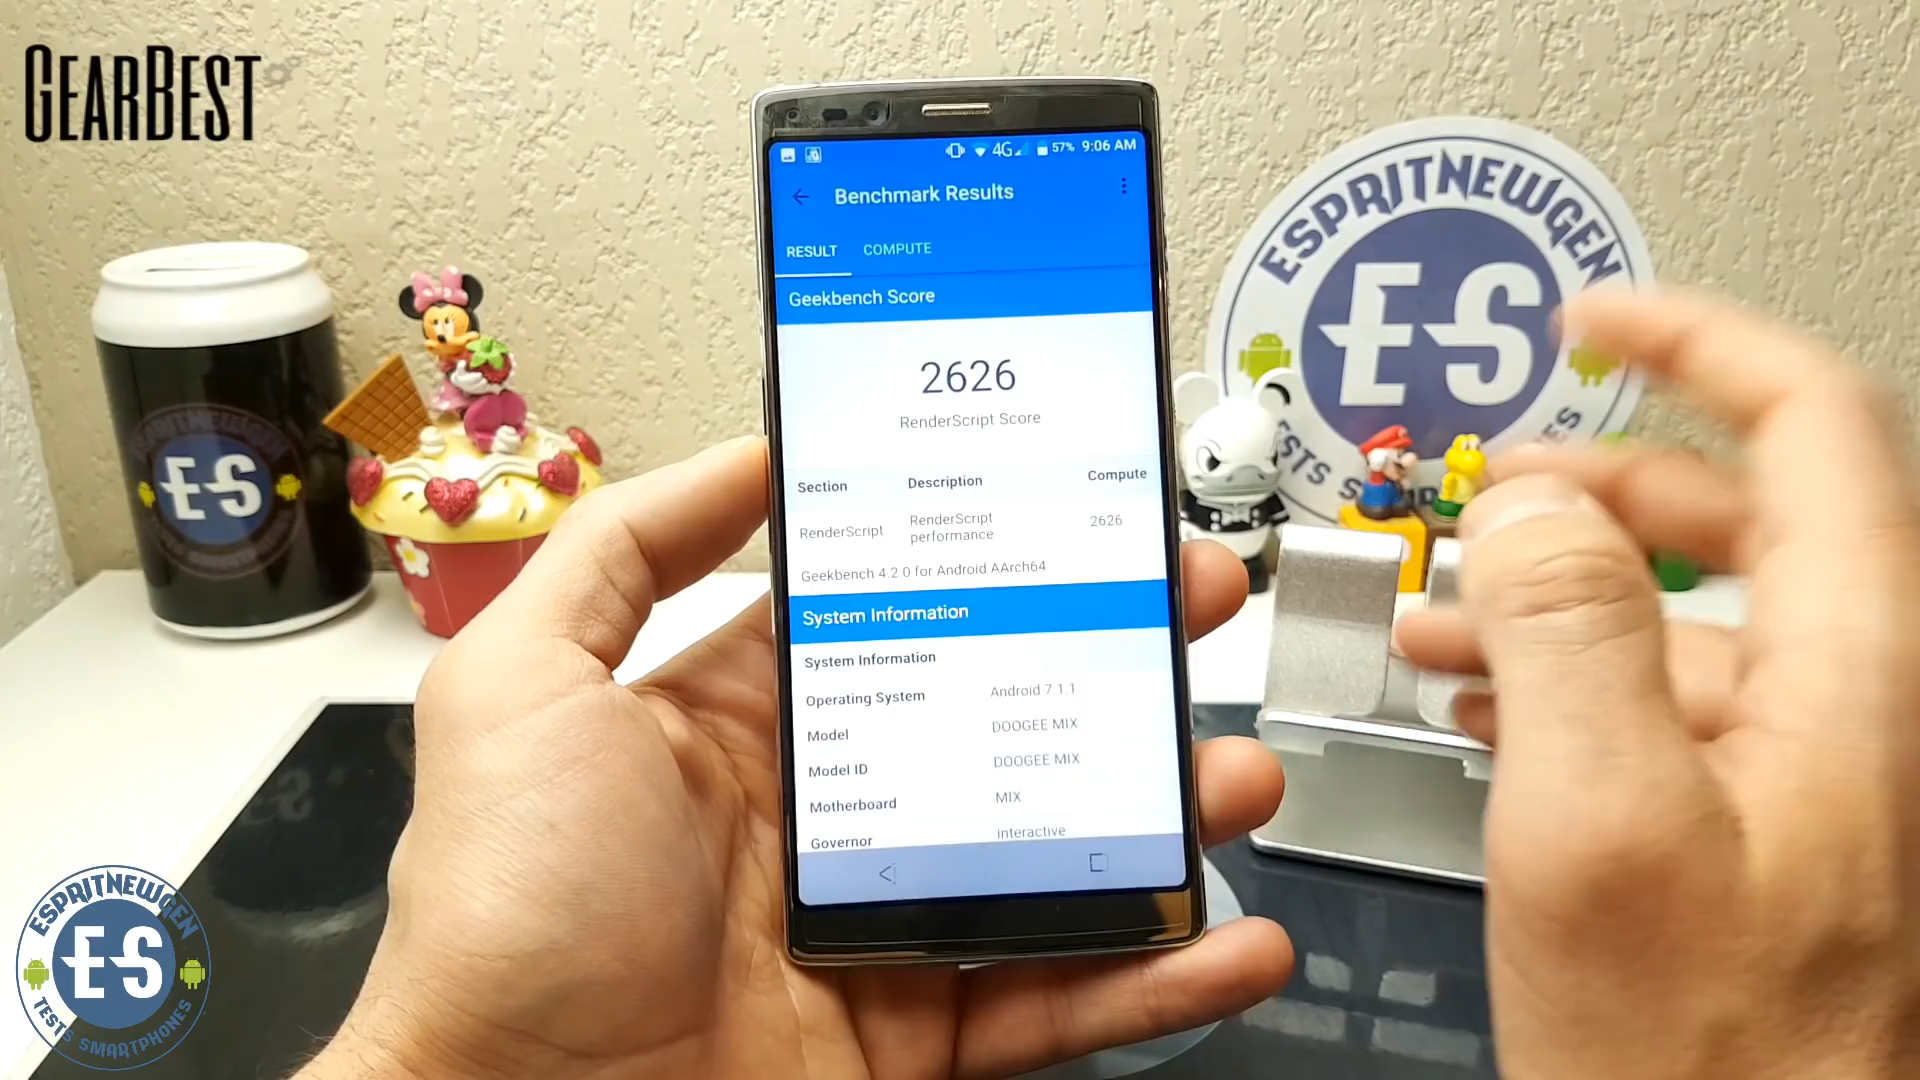 GEARBEST
4G 57% 9:06 AM
Benchmark Results
RESULT COMPUTE
Geekbench Score
2626
RenderScript Score
Section Description Compute
RenderScript RenderScript performance 2626
Geekbench 4.2.0 for Android AArch64
System Information
System Information
Operating System Android 7.1.1
Model DOOGEE MIX
Model ID DOOGEE MIX
Motherboard MIX
Governor interactive
ESPRITNEWGEN
ES
ESPRITNEWGEN
ES
ESPRITNEWGEN
ES
TESTS SMARTPHONES